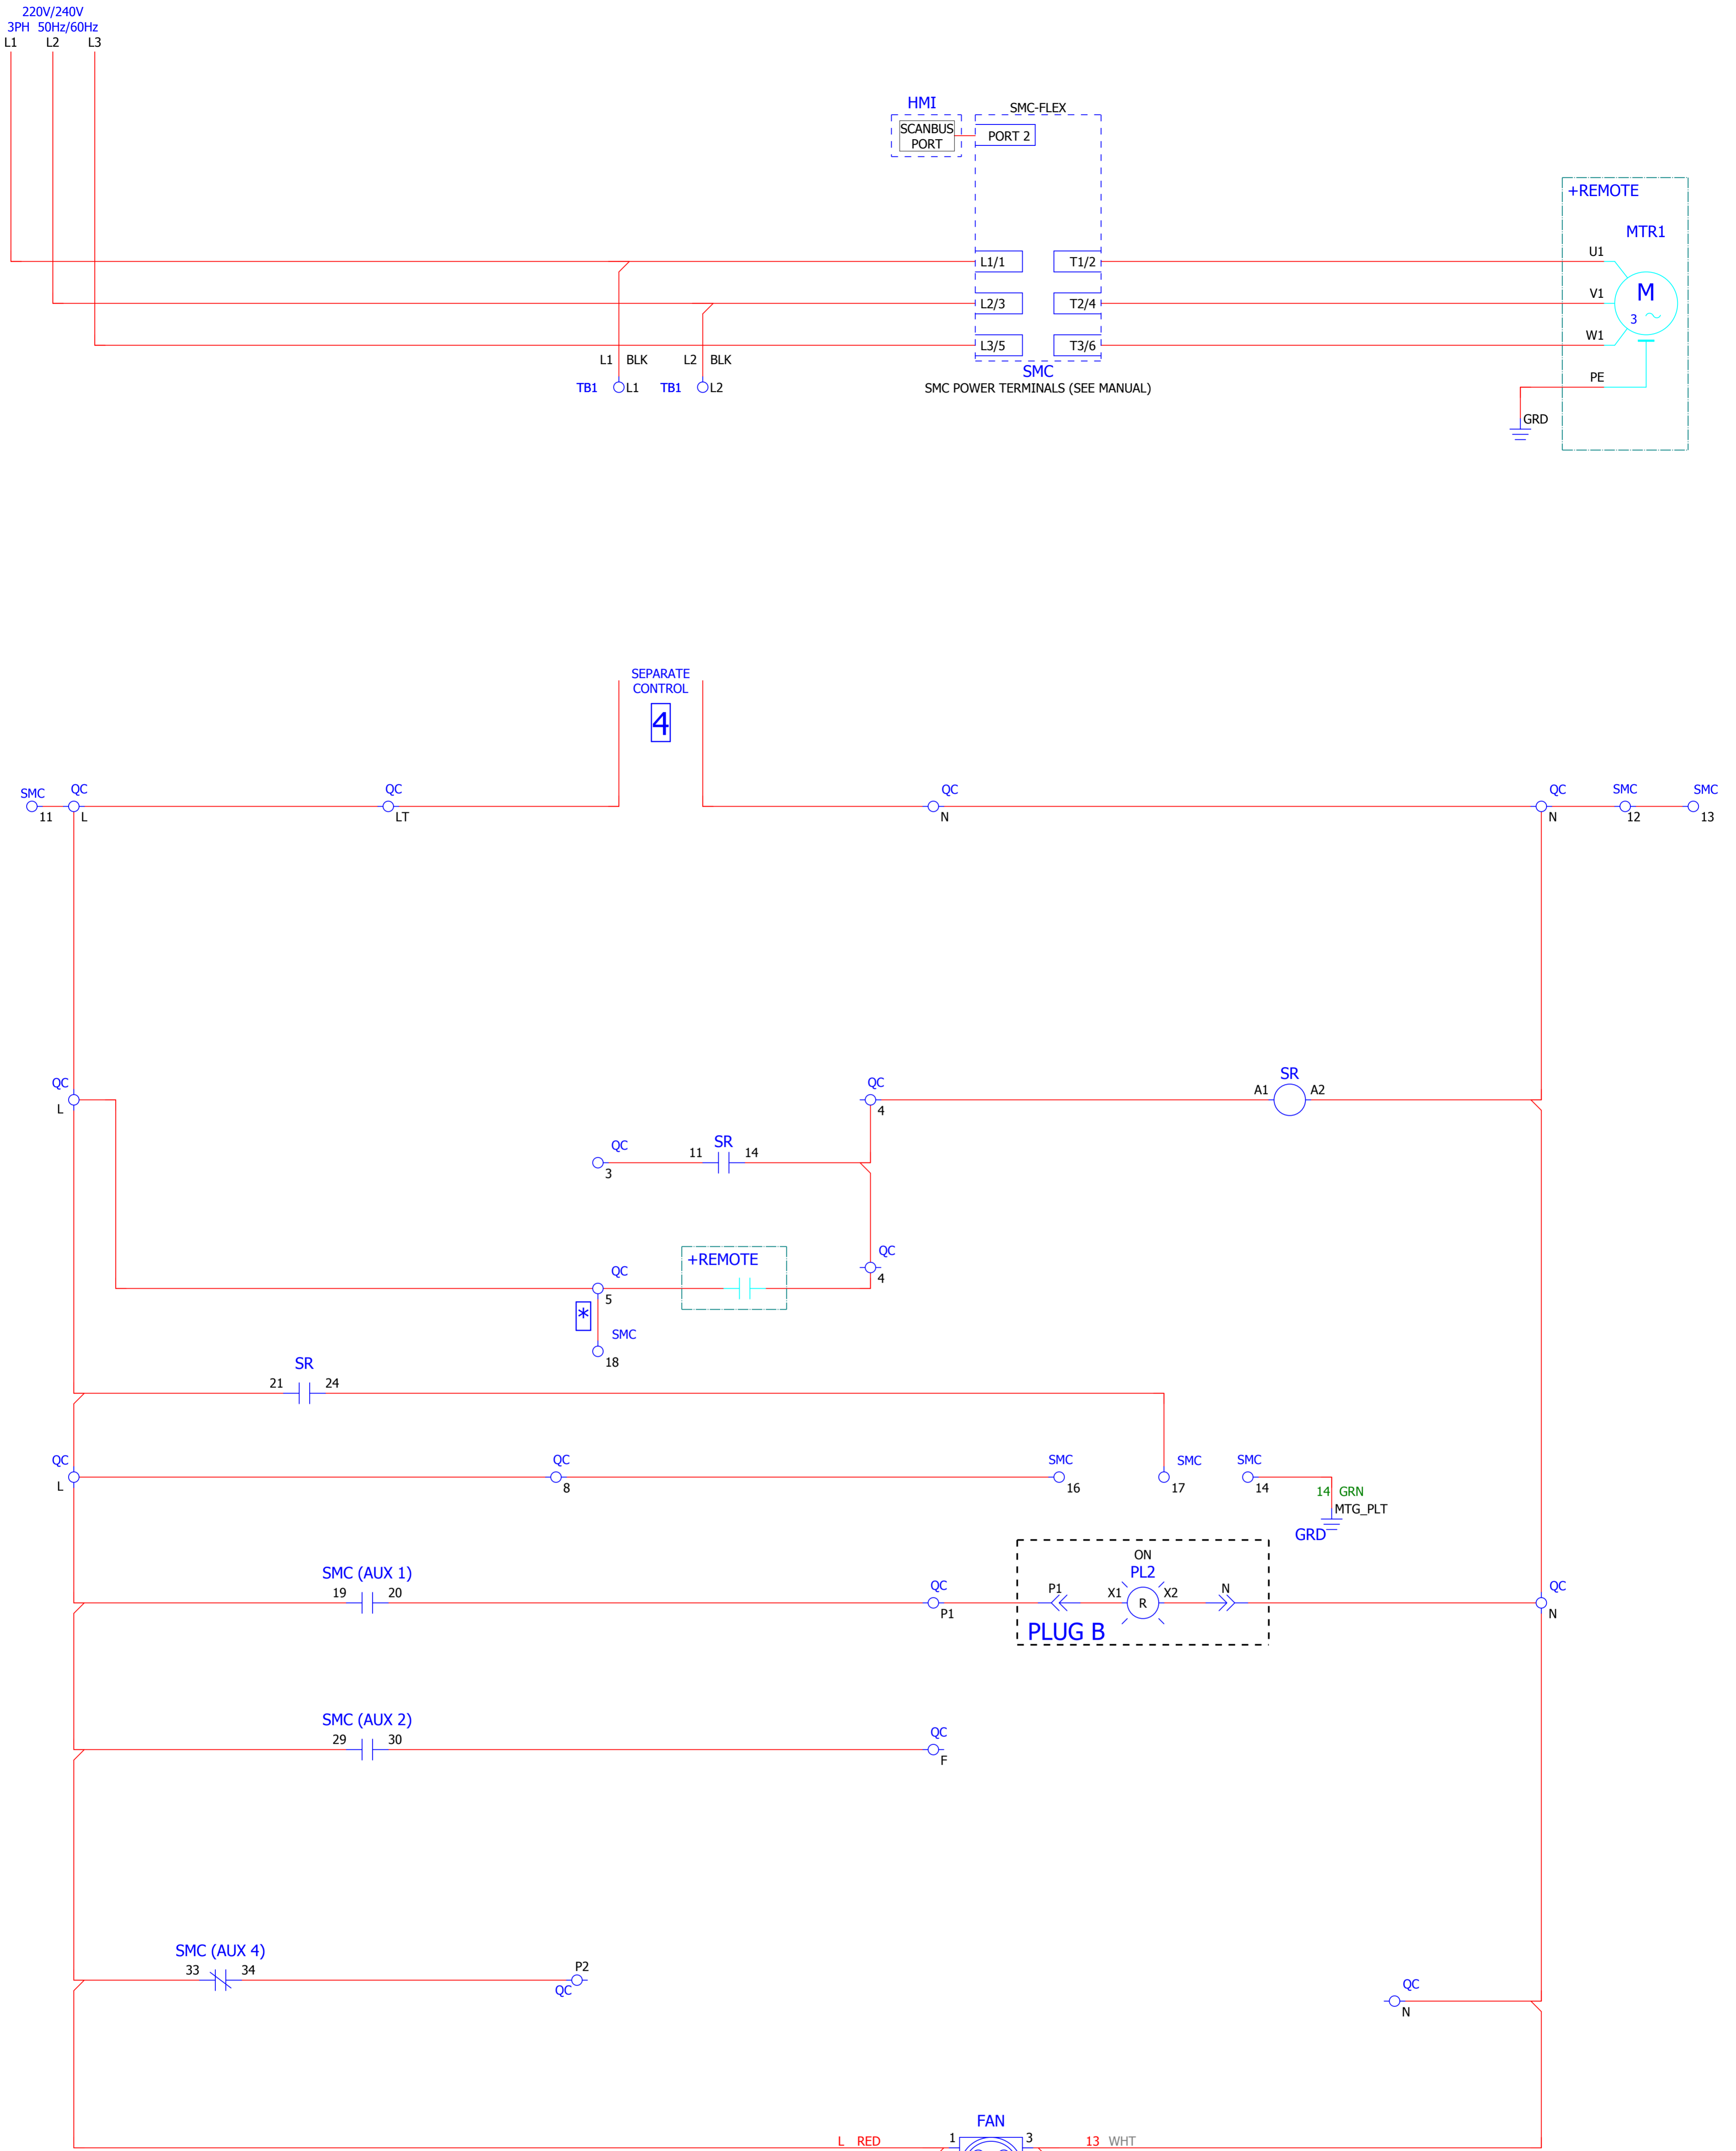 220V/240V
3PH 50Hz/60Hz
L1 L2 L3
HMI
SCANBUS
PORT
SMC-FLEX
PORT 2
L1/1 T1/2
L2/3 T2/4
L3/5 T3/6
SMC
SMC POWER TERMINALS (SEE MANUAL)
+REMOTE
MTR1
U1
V1
W1
PE
M
3
GRD
L1 BLK
L2 BLK
TB1 L1
TB1 L2
SEPARATE
CONTROL
4
SMC
11
QC
L
QC
LT
QC
N
QC
N
SMC
12
SMC
13
QC
L
QC
4
SR
A1 A2
QC
3
SR
11 14
+REMOTE
QC
4
QC
5
*
SMC
18
SR
21 24
QC
L
QC
8
SMC
16
SMC
17
SMC
14
14 GRN
MTG_PLT
GRD
SMC (AUX 1)
19 20
QC
P1
ON
PL2
P1 X1 R X2 N
PLUG B
QC
N
SMC (AUX 2)
29 30
QC
F
SMC (AUX 4)
33 34
P2
QC
QC
N
FAN
L RED 1 3 13 WHT